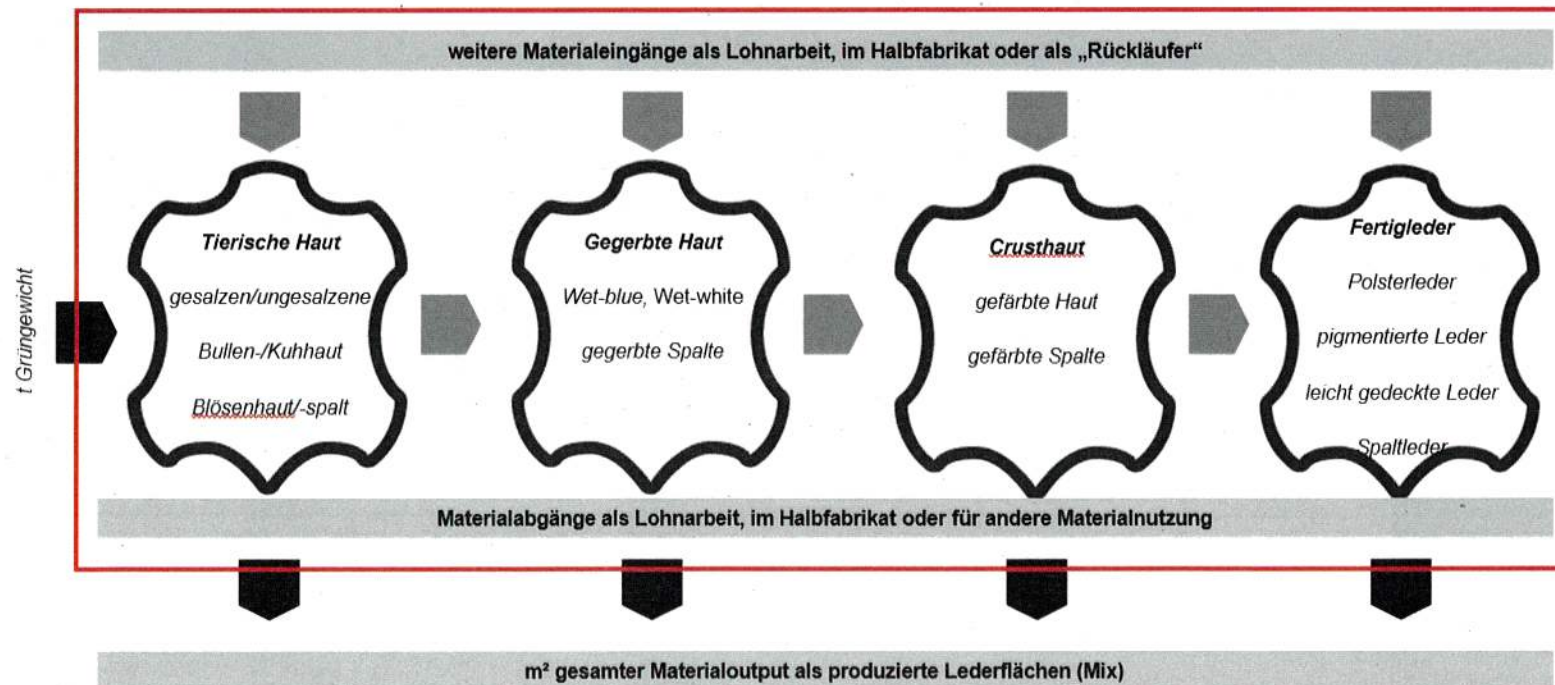 weitere Materialeingänge als Lohnarbeit, im Halbfabrikat oder als „Rückläufer“
t Grüngewicht
Tierische Haut
gesalzen/ungesalzene
Bullen-/Kuhhaut
Blösenhaut/-spalt
Gegerbte Haut
Wet-blue, Wet-white
gegerbte Spalte
Crusthaut
gefärbte Haut
gefärbte Spalte
Fertigleder
Polsterleder
pigmentierte Leder
leicht gedeckte Leder
Spaltleder
Materialabgänge als Lohnarbeit, im Halbfabrikat oder für andere Materialnutzung
m² gesamter Materialoutput als produzierte Lederflächen (Mix)